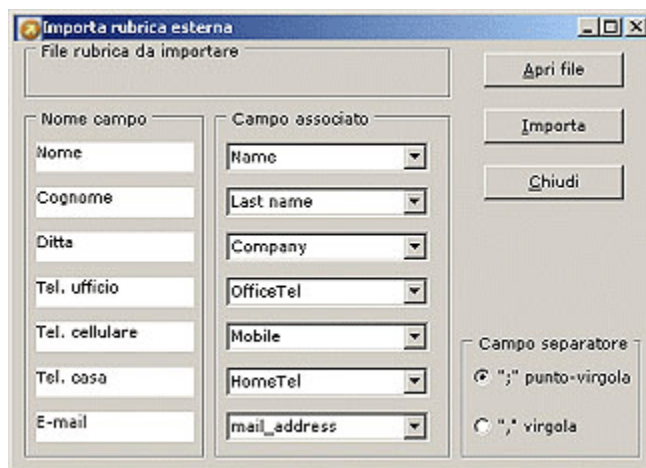 Importa rubrica esterna
File rubrica da importare
Apri file
Importa
Chiudi
Nome campo
Campo associato
Nome
Name
Cognome
Last name
Ditta
Company
Tel. ufficio
OfficeTel
Tel. cellulare
Mobile
Tel. casa
HomeTel
E-mail
mail_address
Campo separatore
";" punto-virgola
"," virgola